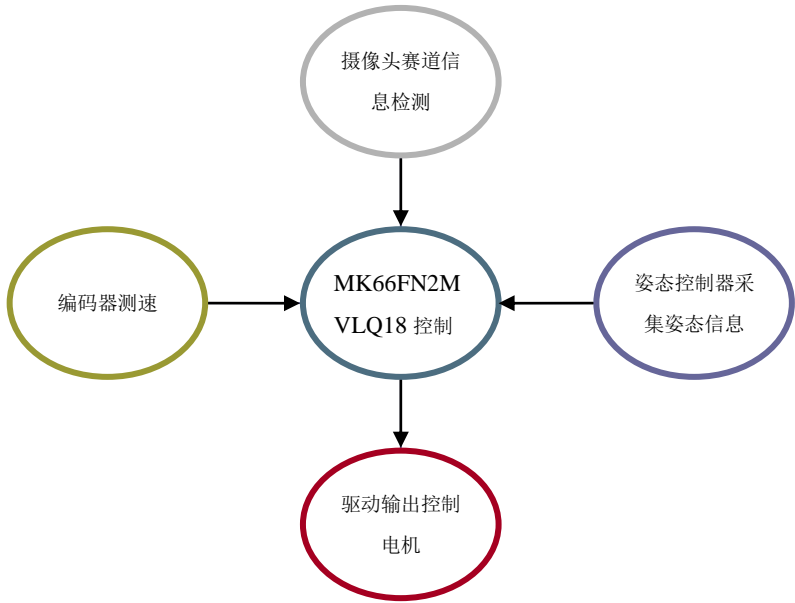 摄像头赛道信
息检测
编码器测速
MK66FN2M
VLQ18 控制
姿态控制器采
集姿态信息
驱动输出控制
电机